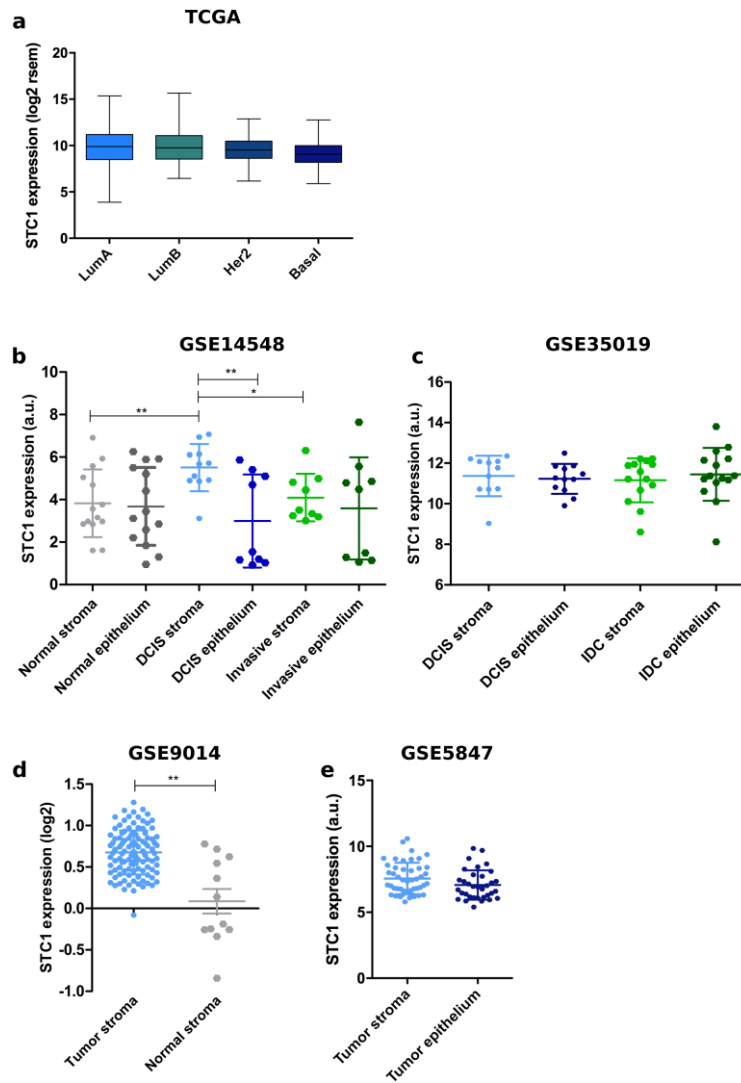 a
TCGA
STC1 expression (log2 rsem)
20
15
10
5
0
LumA
LumB
Her2
Basal
b
GSE14548
STC1 expression (a.u.)
10
8
6
4
2
0
**
**
*
Normal stroma
Normal epithelium
DCIS stroma
DCIS epithelium
Invasive stroma
Invasive epithelium
c
GSE35019
STC1 expression (a.u.)
16
14
12
10
8
6
DCIS stroma
DCIS epithelium
IDC stroma
IDC epithelium
d
GSE9014
STC1 expression (log2)
1.5
1.0
0.5
0.0
-0.5
-1.0
**
Tumor stroma
Normal stroma
e
GSE5847
STC1 expression (a.u.)
15
10
5
0
Tumor stroma
Tumor epithelium